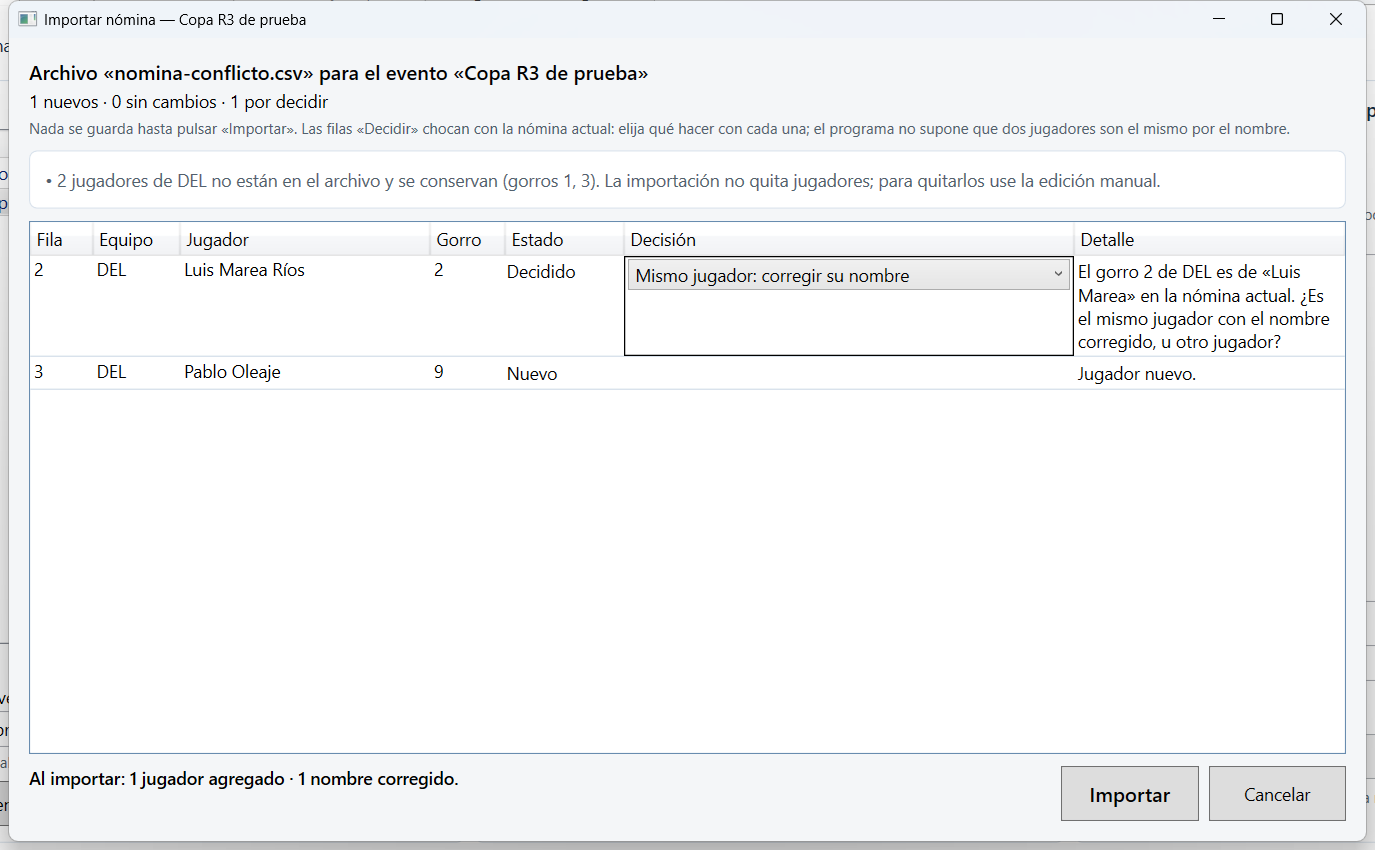 Importar nómina — Copa R3 de prueba
Archivo «nomina-conflicto.csv» para el evento «Copa R3 de prueba»
1 nuevos · 0 sin cambios · 1 por decidir
Nada se guarda hasta pulsar «Importar». Las filas «Decidir» chocan con la nómina actual: elija qué hacer con cada una; el programa no supone que dos jugadores son el mismo por el nombre.
• 2 jugadores de DEL no están en el archivo y se conservan (gorros 1, 3). La importación no quita jugadores; para quitarlos use la edición manual.
Fila Equipo Jugador Gorro Estado Decisión Detalle
2 DEL Luis Marea Ríos 2 Decidido Mismo jugador: corregir su nombre El gorro 2 de DEL es de «Luis
Marea» en la nómina actual. ¿Es
el mismo jugador con el nombre
corregido, u otro jugador?
3 DEL Pablo Oleaje 9 Nuevo Jugador nuevo.
Al importar: 1 jugador agregado · 1 nombre corregido.
Importar Cancelar